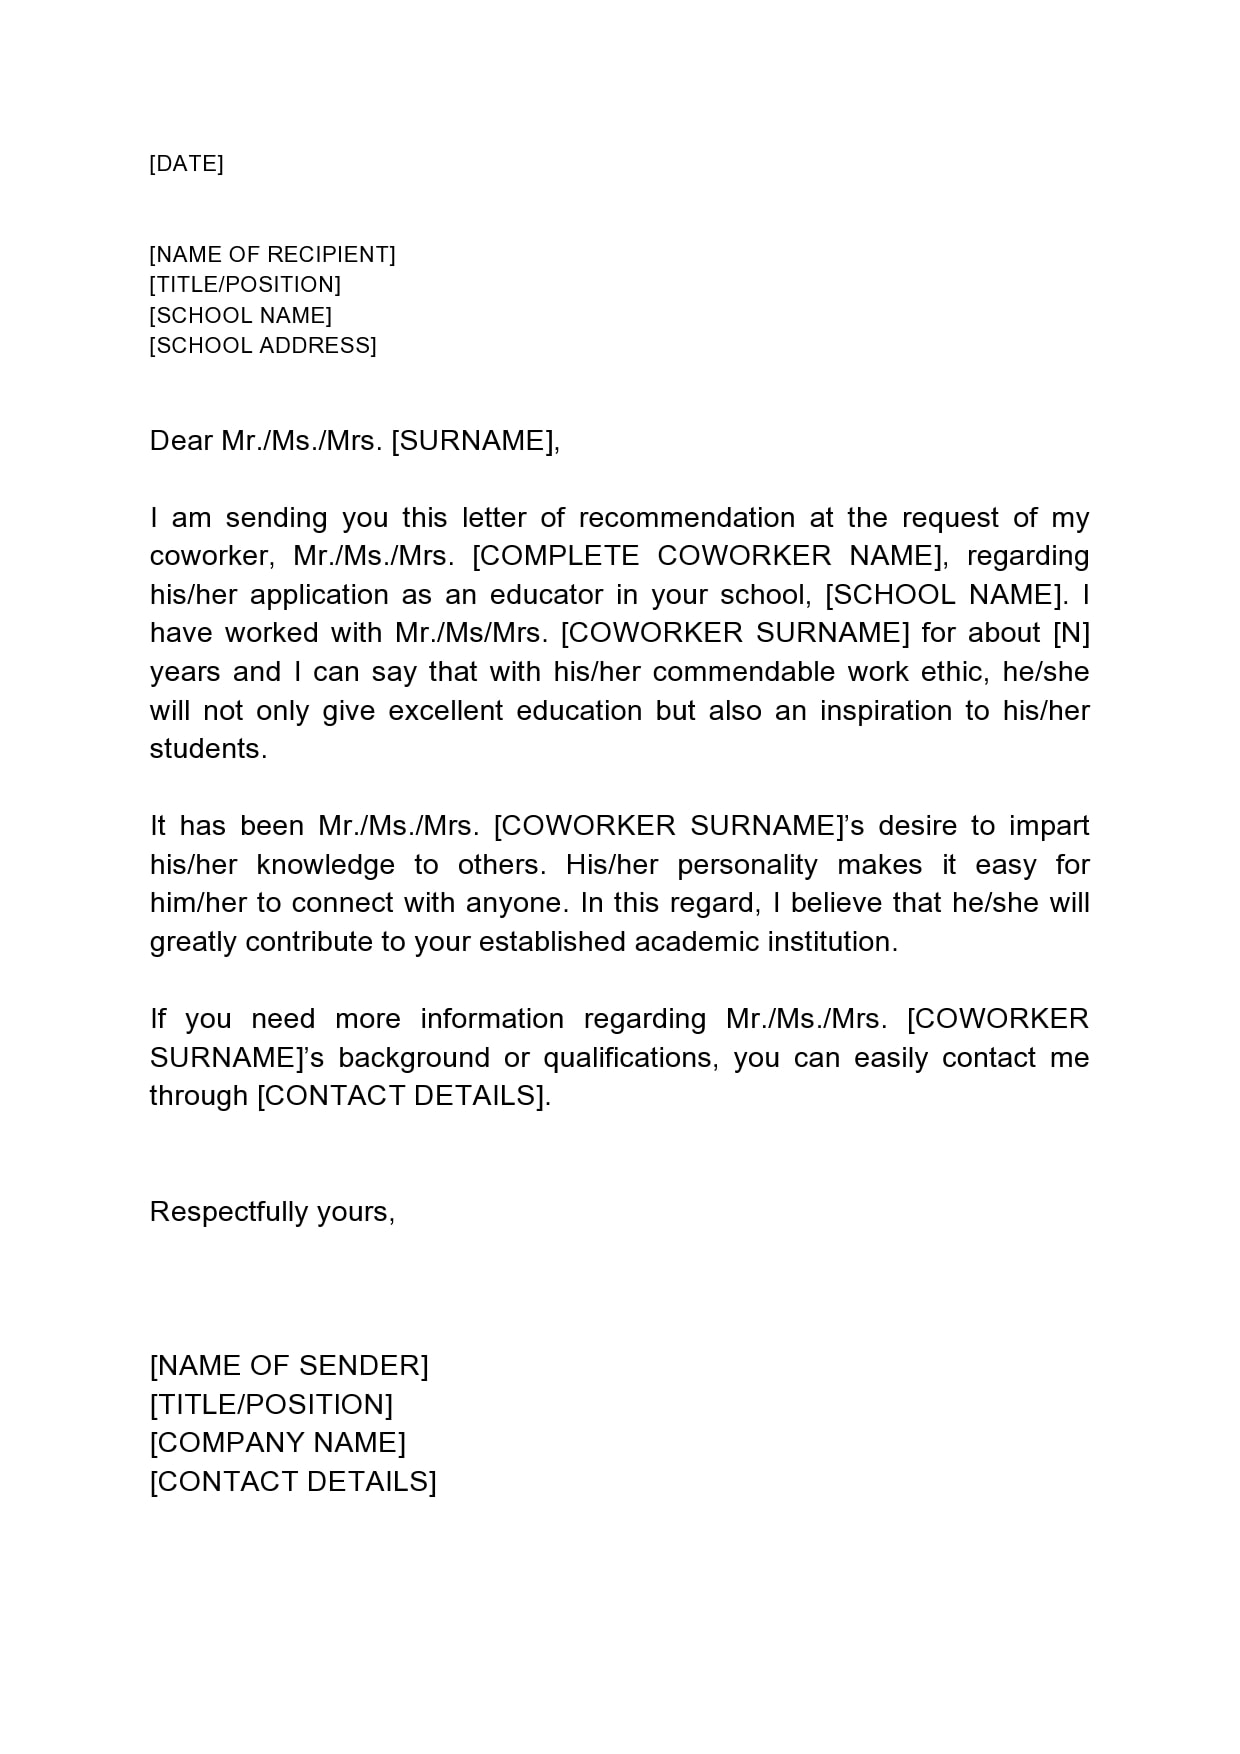 [DATE]
[NAME OF RECIPIENT]
[TITLE/POSITION]
[SCHOOL NAME]
[SCHOOL ADDRESS]
Dear Mr./Ms./Mrs. [SURNAME],
I am sending you this letter of recommendation at the request of my
coworker, Mr./Ms./Mrs. [COMPLETE COWORKER NAME], regarding
his/her application as an educator in your school, [SCHOOL NAME]. I
have worked with Mr./Ms/Mrs. [COWORKER SURNAME] for about [N]
years and I can say that with his/her commendable work ethic, he/she
will not only give excellent education but also an inspiration to his/her
students.
It has been Mr./Ms./Mrs. [COWORKER SURNAME]’s desire to impart
his/her knowledge to others. His/her personality makes it easy for
him/her to connect with anyone. In this regard, I believe that he/she will
greatly contribute to your established academic institution.
If you need more information regarding Mr./Ms./Mrs. [COWORKER
SURNAME]’s background or qualifications, you can easily contact me
through [CONTACT DETAILS].
Respectfully yours,
[NAME OF SENDER]
[TITLE/POSITION]
[COMPANY NAME]
[CONTACT DETAILS]